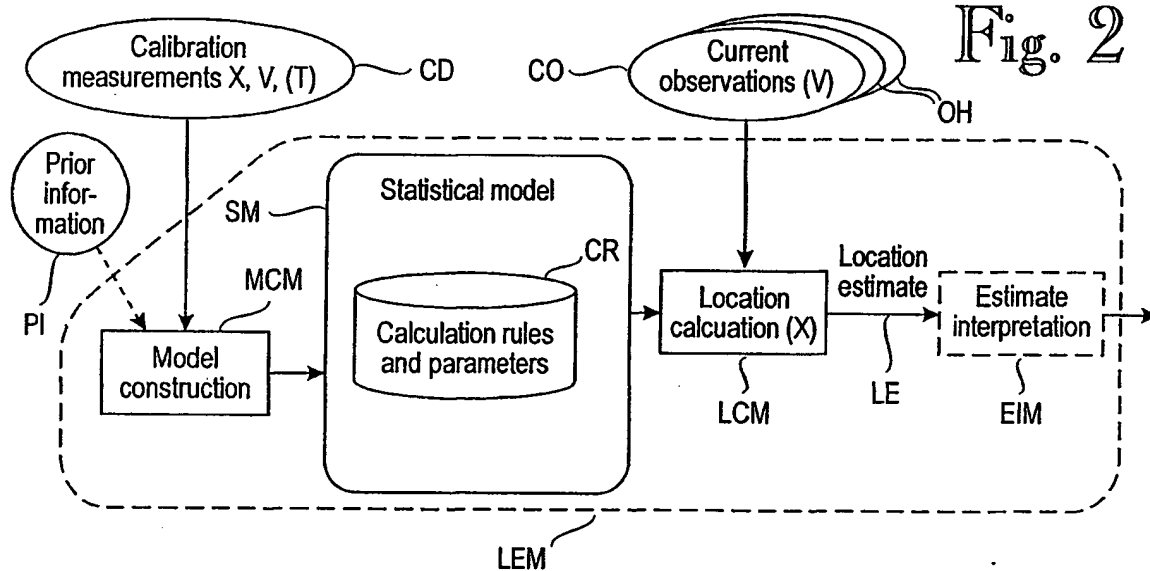 Fig. 2
Calibration
measurements X, V, (T)
CD
CO
Current
observations (V)
OH
Prior
infor-
mation
PI
SM
Statistical model
MCM
CR
Calculation rules
and parameters
Model
construction
Location
calcuation (X)
LCM
Location
estimate
LE
Estimate
interpretation
EIM
LEM